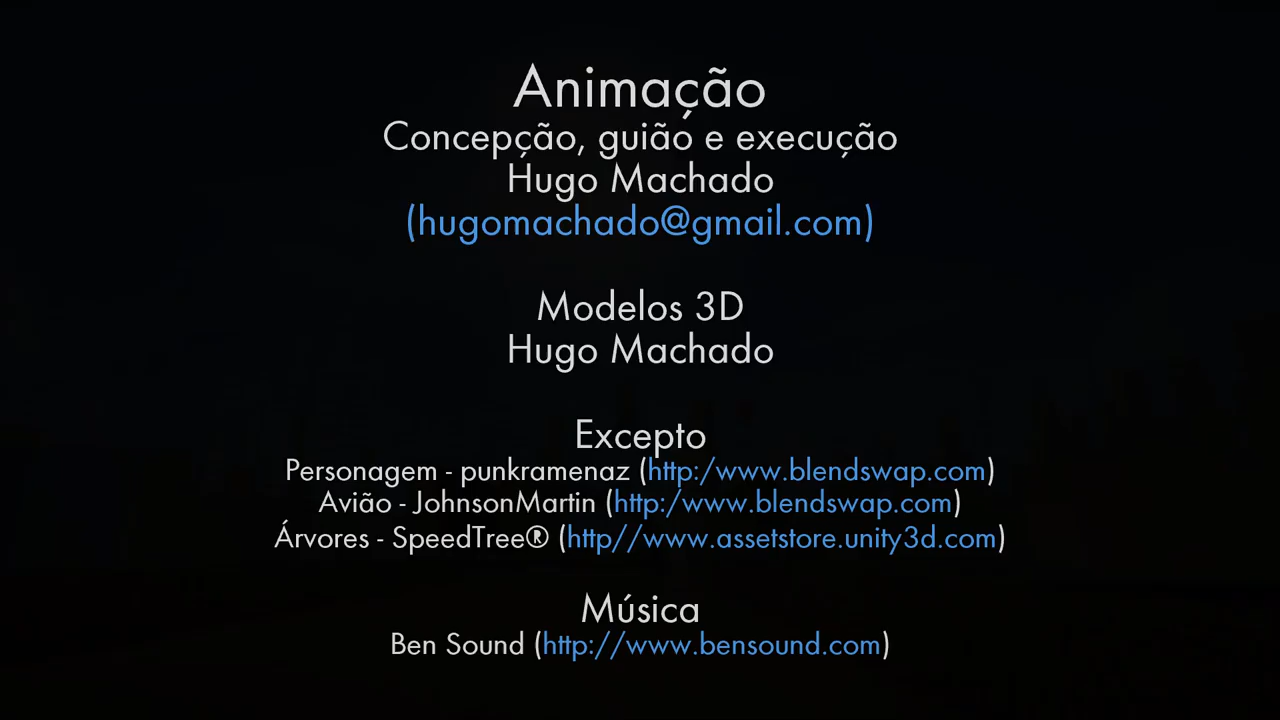 Animação
Concepção, guião e execução
Hugo Machado
(hugomachado@gmail.com)
Modelos 3D
Hugo Machado
Excepto
Personagem - punkramenaz (http:/www.blendswap.com)
Avião - JohnsonMartin (http:/www.blendswap.com)
Árvores - SpeedTree® (http//www.assetstore.unity3d.com)
Música
Ben Sound (http://www.bensound.com)